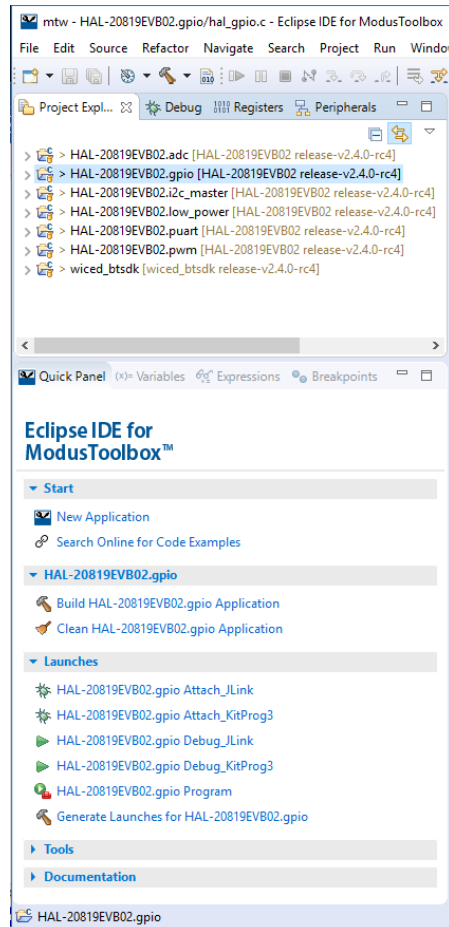 mtw - HAL-20819EVB02.gpio/hal_gpio.c - Eclipse IDE for ModusToolbox
File Edit Source Refactor Navigate Search Project Run Windo
Project Expl... Debug Registers Peripherals
> HAL-20819EVB02.adc [HAL-20819EVB02 release-v2.4.0-rc4]
> HAL-20819EVB02.gpio [HAL-20819EVB02 release-v2.4.0-rc4]
> HAL-20819EVB02.i2c_master [HAL-20819EVB02 release-v2.4.0-rc4]
> HAL-20819EVB02.low_power [HAL-20819EVB02 release-v2.4.0-rc4]
> HAL-20819EVB02.puart [HAL-20819EVB02 release-v2.4.0-rc4]
> HAL-20819EVB02.pwm [HAL-20819EVB02 release-v2.4.0-rc4]
> wiced_btsdk [wiced_btsdk release-v2.4.0-rc4]
Quick Panel (x)= Variables Expressions Breakpoints
Eclipse IDE for
ModusToolbox™
Start
New Application
Search Online for Code Examples
HAL-20819EVB02.gpio
Build HAL-20819EVB02.gpio Application
Clean HAL-20819EVB02.gpio Application
Launches
HAL-20819EVB02.gpio Attach_JLink
HAL-20819EVB02.gpio Attach_KitProg3
HAL-20819EVB02.gpio Debug_JLink
HAL-20819EVB02.gpio Debug_KitProg3
HAL-20819EVB02.gpio Program
Generate Launches for HAL-20819EVB02.gpio
Tools
Documentation
HAL-20819EVB02.gpio